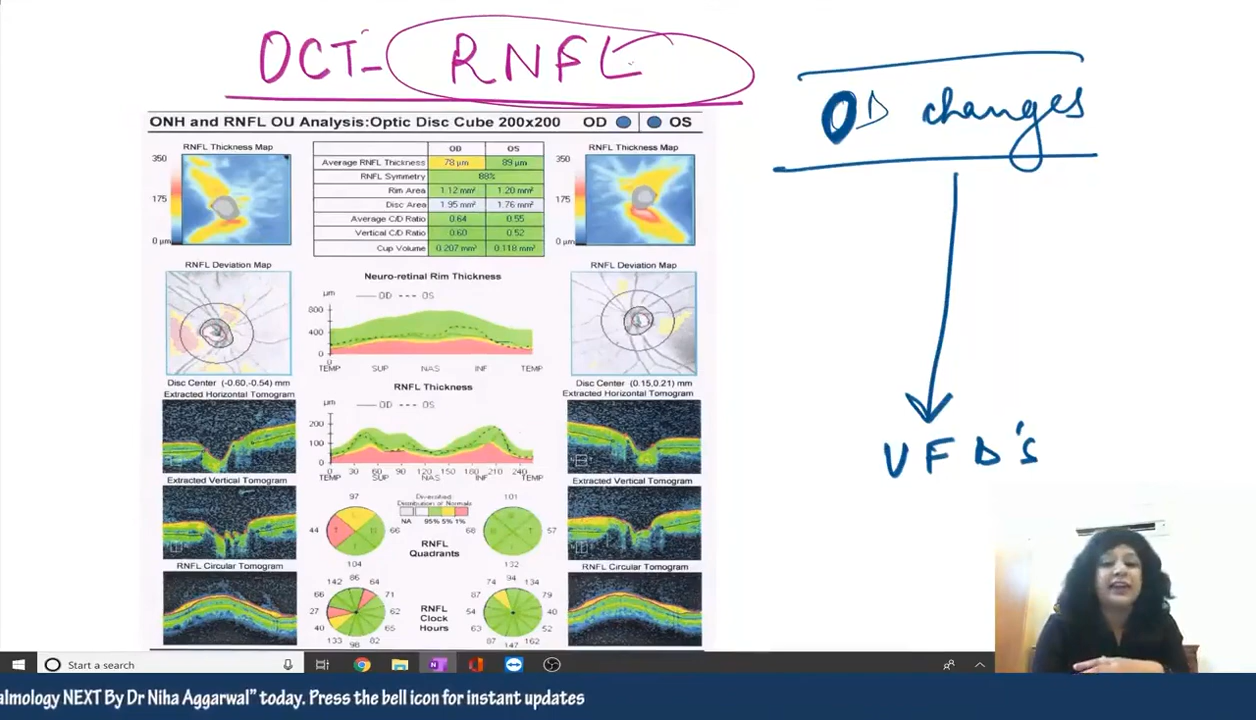 OCT- RNFL
OD changes
VFD's
ONH and RNFL OU Analysis:Optic Disc Cube 200x200 OD OS
RNFL Thickness Map
350
175
0 µm
OD OS
Average RNFL Thickness 78 µm 89 µm
RNFL Symmetry 88%
Rim Area 1.12 mm² 1.20 mm²
Disc Area 1.95 mm² 1.76 mm²
Average C/D Ratio 0.64 0.55
Vertical C/D Ratio 0.60 0.52
Cup Volume 0.207 mm³ 0.118 mm³
RNFL Thickness Map
350
175
0 µm
RNFL Deviation Map
Disc Center (-0.60,-0.54) mm
Neuro-retinal Rim Thickness
µm OD OS
800
400
0
TEMP SUP NAS INF TEMP
RNFL Deviation Map
Disc Center (0.15,0.21) mm
Extracted Horizontal Tomogram
RNFL Thickness
µm OD OS
200
100
0
0 30 60 90 120 150 180 210 240
TEMP SUP NAS INF TEMP
Extracted Horizontal Tomogram
Extracted Vertical Tomogram
97
44 66
104
Diversified:
Distribution of Normals
NA 95% 5% 1%
RNFL
Quadrants
101
68 57
132
Extracted Vertical Tomogram
RNFL Circular Tomogram
142 86 64
66 71
27 62
40 65
133 98 82
RNFL
Clock
Hours
74 94 134
87 79
54 40
63 52
87 147 162
RNFL Circular Tomogram
Start a search
almology NEXT By Dr Niha Aggarwal" today. Press the bell icon for instant updates